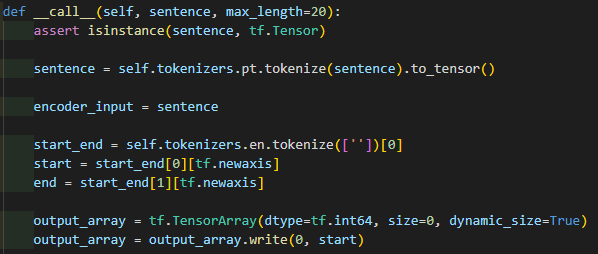 def __call__(self, sentence, max_length=20):
    assert isinstance(sentence, tf.Tensor)

    sentence = self.tokenizers.pt.tokenize(sentence).to_tensor()

    encoder_input = sentence

    start_end = self.tokenizers.en.tokenize([''])[0]
    start = start_end[0][tf.newaxis]
    end = start_end[1][tf.newaxis]

    output_array = tf.TensorArray(dtype=tf.int64, size=0, dynamic_size=True)
    output_array = output_array.write(0, start)